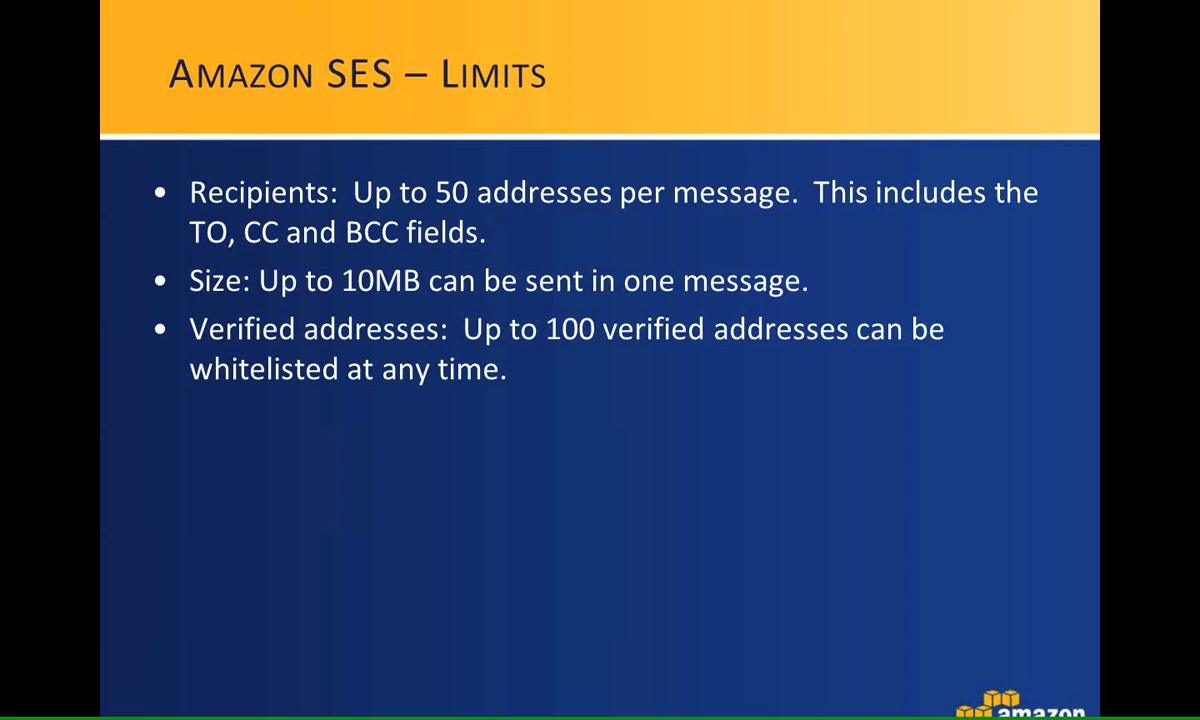 AMAZON SES – LIMITS
• Recipients: Up to 50 addresses per message. This includes the
TO, CC and BCC fields.
• Size: Up to 10MB can be sent in one message.
• Verified addresses: Up to 100 verified addresses can be
whitelisted at any time.
amazon